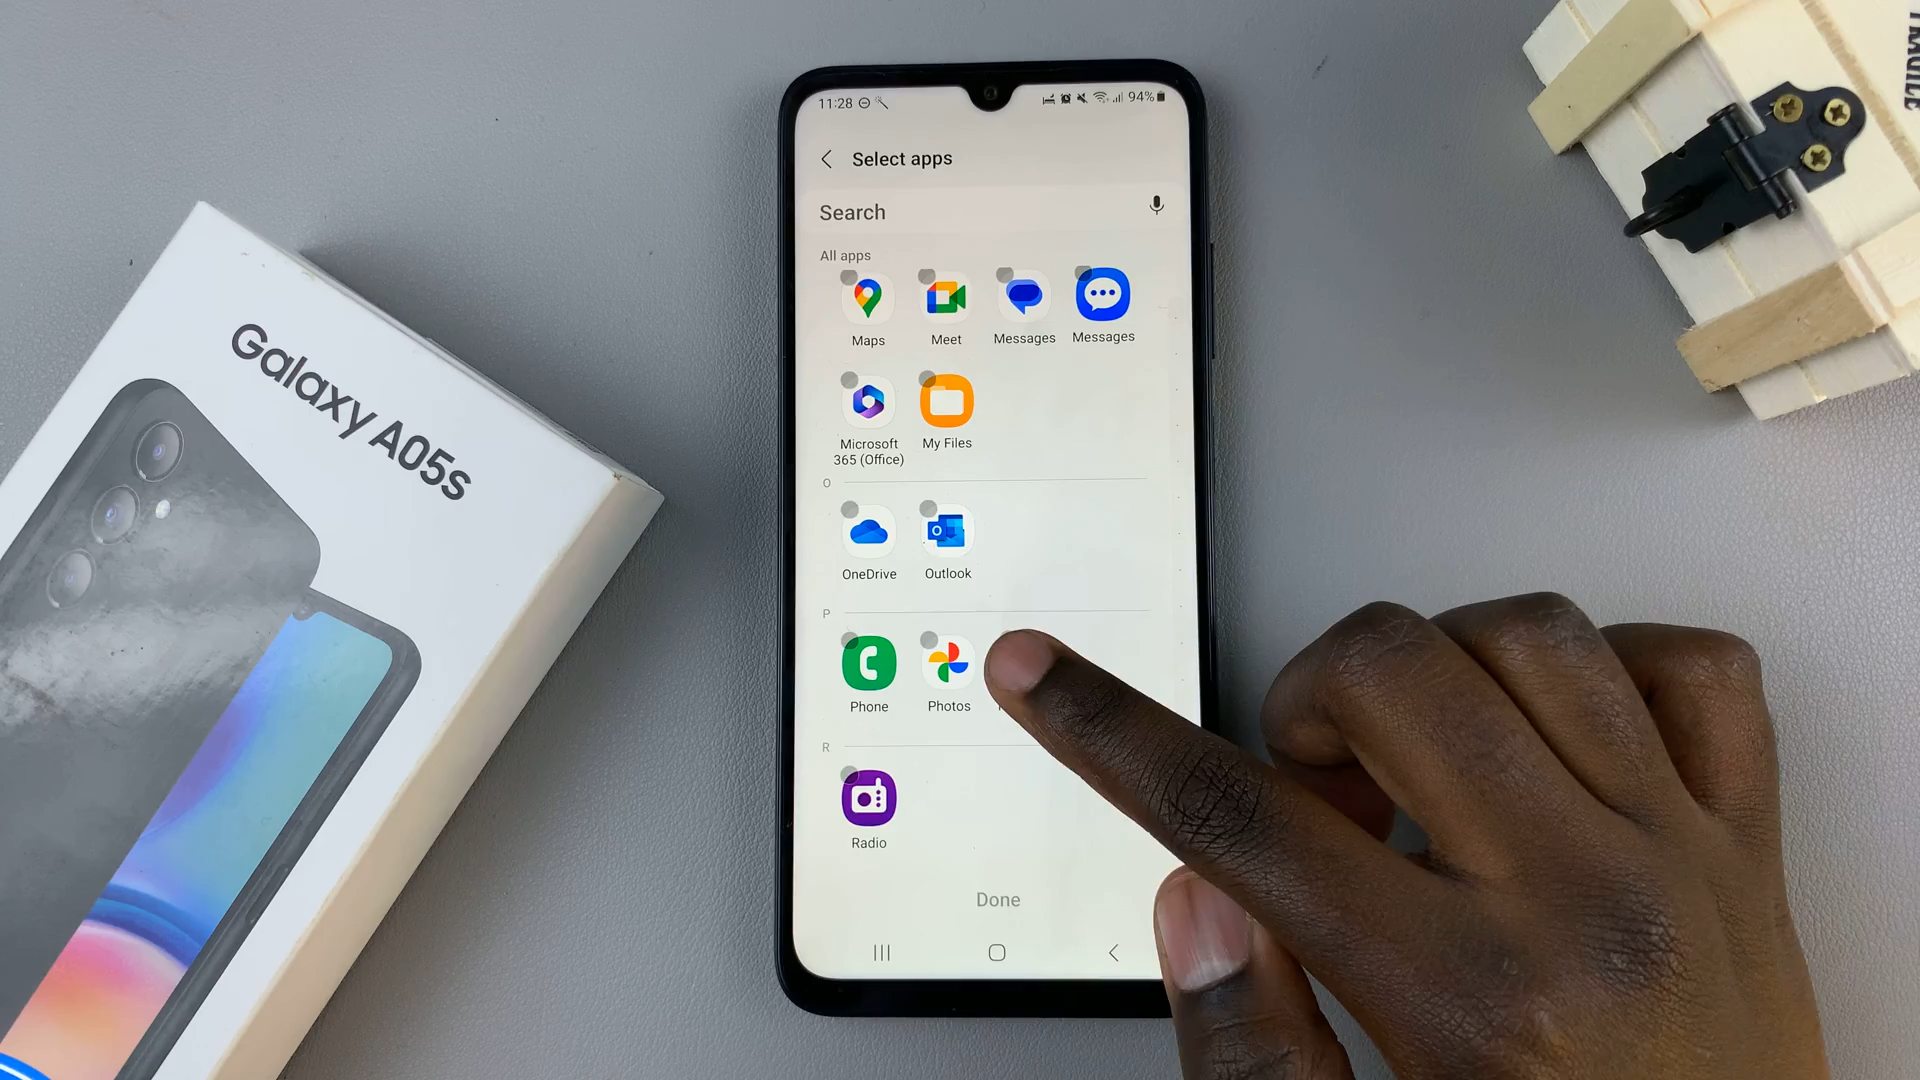 11:28
94%
Select apps
Search
All apps
Maps
Meet
Messages
Messages
Microsoft
365 (Office)
My Files
O
OneDrive
Outlook
P
Phone
Photos
R
Radio
Done
Galaxy A05s
FRAGILE